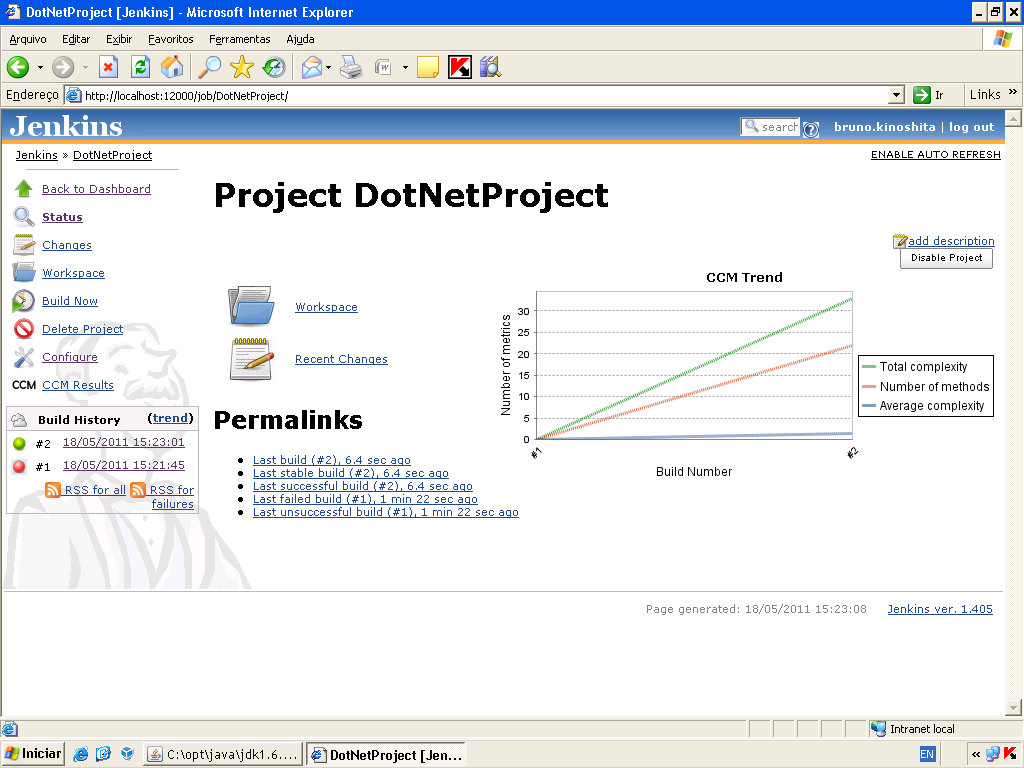 DotNetProject [Jenkins] - Microsoft Internet Explorer
Arquivo Editar Exibir Favoritos Ferramentas Ajuda
Endereço http://localhost:12000/job/DotNetProject/ Ir Links »
Jenkins search bruno.kinoshita | log out
Jenkins » DotNetProject ENABLE AUTO REFRESH
Back to Dashboard
Status
Changes
Workspace
Build Now
Delete Project
Configure
CCM CCM Results
Build History (trend)
#2 18/05/2011 15:23:01
#1 18/05/2011 15:21:45
RSS for all RSS for
failures
Project DotNetProject
add description
Disable Project
Workspace
Recent Changes
CCM Trend
Number of metrics
30
25
20
15
10
5
0
#1 #2
Build Number
Total complexity
Number of methods
Average complexity
Permalinks
Last build (#2), 6.4 sec ago
Last stable build (#2), 6.4 sec ago
Last successful build (#2), 6.4 sec ago
Last failed build (#1), 1 min 22 sec ago
Last unsuccessful build (#1), 1 min 22 sec ago
Page generated: 18/05/2011 15:23:08 Jenkins ver. 1.405
Intranet local
Iniciar C:\opt\java\jdk1.6.... DotNetProject [Jen... EN «